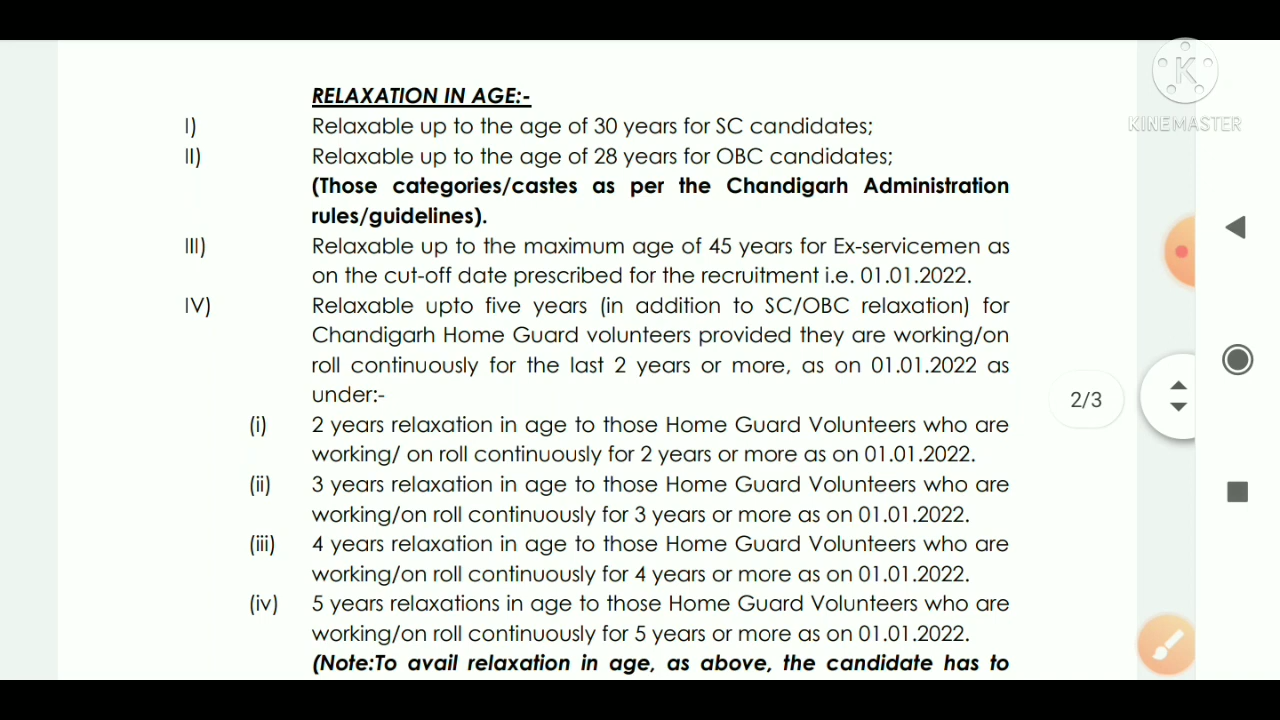 RELAXATION IN AGE:-
I) Relaxable up to the age of 30 years for SC candidates;
II) Relaxable up to the age of 28 years for OBC candidates;
(Those categories/castes as per the Chandigarh Administration
rules/guidelines).
III) Relaxable up to the maximum age of 45 years for Ex-servicemen as
on the cut-off date prescribed for the recruitment i.e. 01.01.2022.
IV) Relaxable upto five years (in addition to SC/OBC relaxation) for
Chandigarh Home Guard volunteers provided they are working/on
roll continuously for the last 2 years or more, as on 01.01.2022 as
under:-
(i) 2 years relaxation in age to those Home Guard Volunteers who are
working/ on roll continuously for 2 years or more as on 01.01.2022.
(ii) 3 years relaxation in age to those Home Guard Volunteers who are
working/on roll continuously for 3 years or more as on 01.01.2022.
(iii) 4 years relaxation in age to those Home Guard Volunteers who are
working/on roll continuously for 4 years or more as on 01.01.2022.
(iv) 5 years relaxations in age to those Home Guard Volunteers who are
working/on roll continuously for 5 years or more as on 01.01.2022.
(Note:To avail relaxation in age, as above, the candidate has to
2/3
K
KINEMASTER